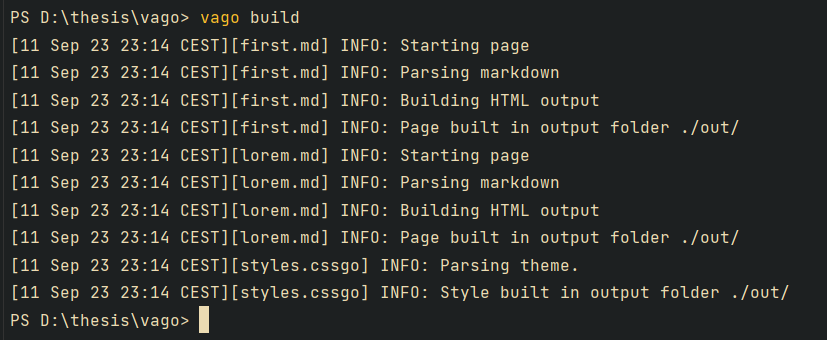 PS D:\thesis\vago> vago build
[11 Sep 23 23:14 CEST][first.md] INFO: Starting page
[11 Sep 23 23:14 CEST][first.md] INFO: Parsing markdown
[11 Sep 23 23:14 CEST][first.md] INFO: Building HTML output
[11 Sep 23 23:14 CEST][first.md] INFO: Page built in output folder ./out/
[11 Sep 23 23:14 CEST][lorem.md] INFO: Starting page
[11 Sep 23 23:14 CEST][lorem.md] INFO: Parsing markdown
[11 Sep 23 23:14 CEST][lorem.md] INFO: Building HTML output
[11 Sep 23 23:14 CEST][lorem.md] INFO: Page built in output folder ./out/
[11 Sep 23 23:14 CEST][styles.cssgo] INFO: Parsing theme.
[11 Sep 23 23:14 CEST][styles.cssgo] INFO: Style built in output folder ./out/
PS D:\thesis\vago>